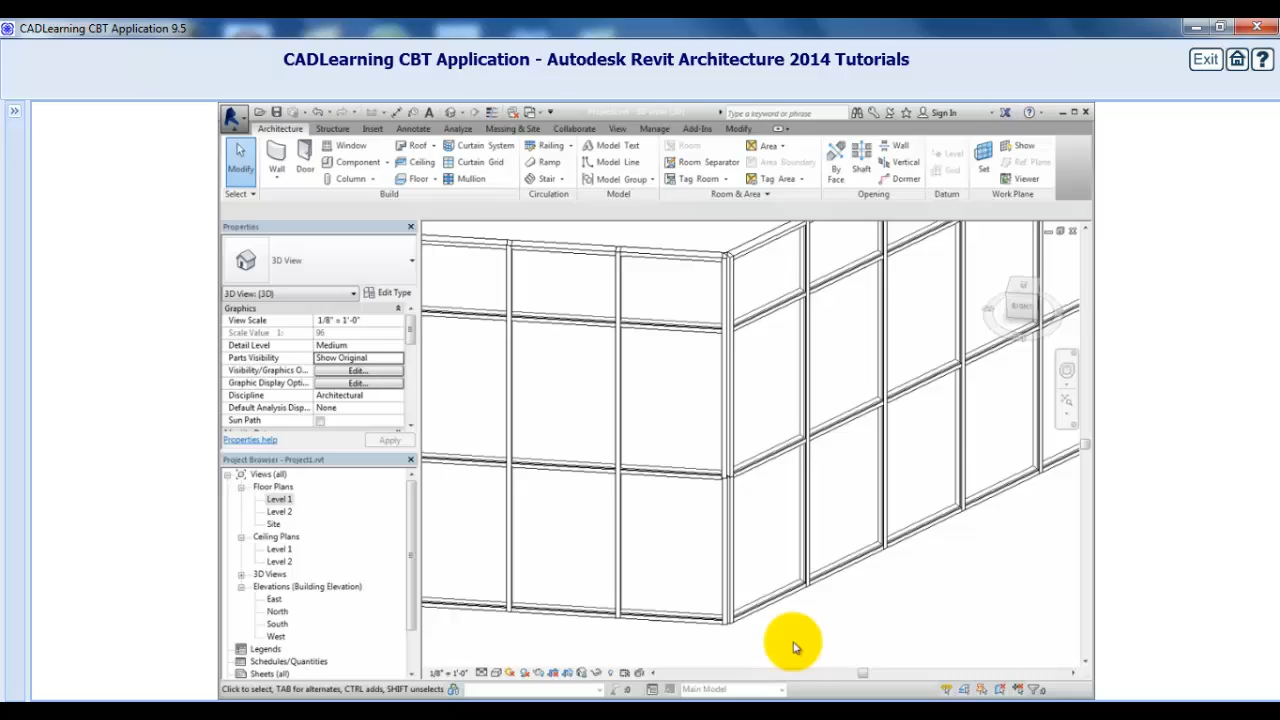 CADLearning CBT Application 9.5
CADLearning CBT Application - Autodesk Revit Architecture 2014 Tutorials
Exit
Type a keyword or phrase
Sign In
Architecture Structure Insert Annotate Analyze Massing & Site Collaborate View Manage Add-Ins Modify
Modify
Wall
Door
Window
Component
Column
Roof
Ceiling
Floor
Curtain System
Curtain Grid
Mullion
Railing
Ramp
Stair
Model Text
Model Line
Model Group
Room
Room Separator
Tag Room
Area
Area Boundary
Tag Area
By
Face
Shaft
Wall
Vertical
Dormer
Level
Grid
Set
Show
Ref Plane
Viewer
Select Build Circulation Model Room & Area Opening Datum Work Plane
Properties
3D View
3D View: {3D} Edit Type
Graphics
View Scale 1/8" = 1'-0"
Scale Value 1: 96
Detail Level Medium
Parts Visibility Show Original
Visibility/Graphics O... Edit...
Graphic Display Opti... Edit...
Discipline Architectural
Default Analysis Disp... None
Sun Path
Properties help Apply
Project Browser - Project1.rvt
Views (all)
Floor Plans
Level 1
Level 2
Site
Ceiling Plans
Level 1
Level 2
3D Views
Elevations (Building Elevation)
East
North
South
West
Legends
Schedules/Quantities
Sheets (all)
RIGHT
1/8" = 1'-0"
Click to select, TAB for alternates, CTRL adds, SHIFT unselects
:0
Main Model
:0